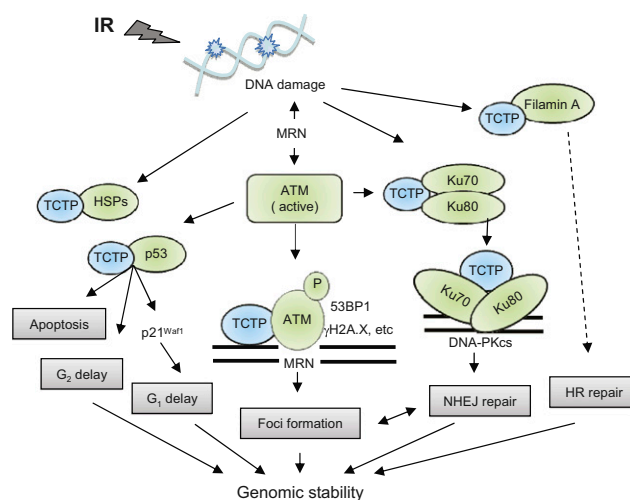 IR
DNA damage
MRN
TCTP
Filamin A
TCTP
HSPs
ATM
( active)
TCTP
Ku70
Ku80
TCTP
p53
TCTP
Ku70
Ku80
DNA-PKcs
P
TCTP
ATM
53BP1
γH2A.X, etc
MRN
Apoptosis
p21Waf1
G2 delay
G1 delay
Foci formation
NHEJ repair
HR repair
Genomic stability